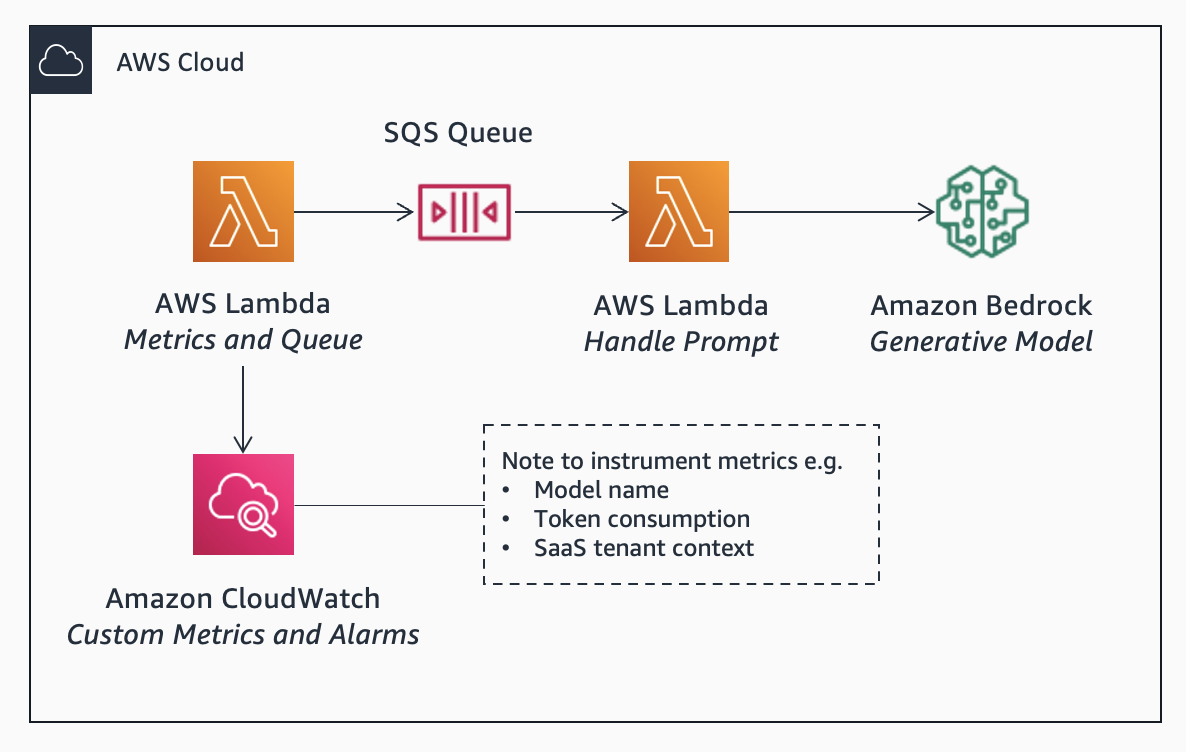 AWS Cloud
SQS Queue
AWS Lambda
Metrics and Queue
AWS Lambda
Handle Prompt
Amazon Bedrock
Generative Model
Note to instrument metrics e.g.
• Model name
• Token consumption
• SaaS tenant context
Amazon CloudWatch
Custom Metrics and Alarms